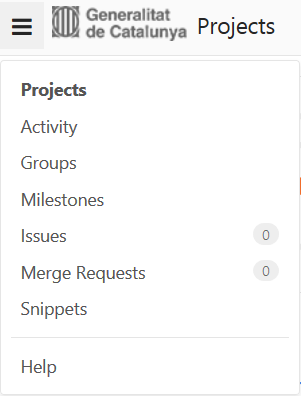 Generalitat
de Catalunya
Projects
Projects
Activity
Groups
Milestones
Issues 0
Merge Requests 0
Snippets
Help